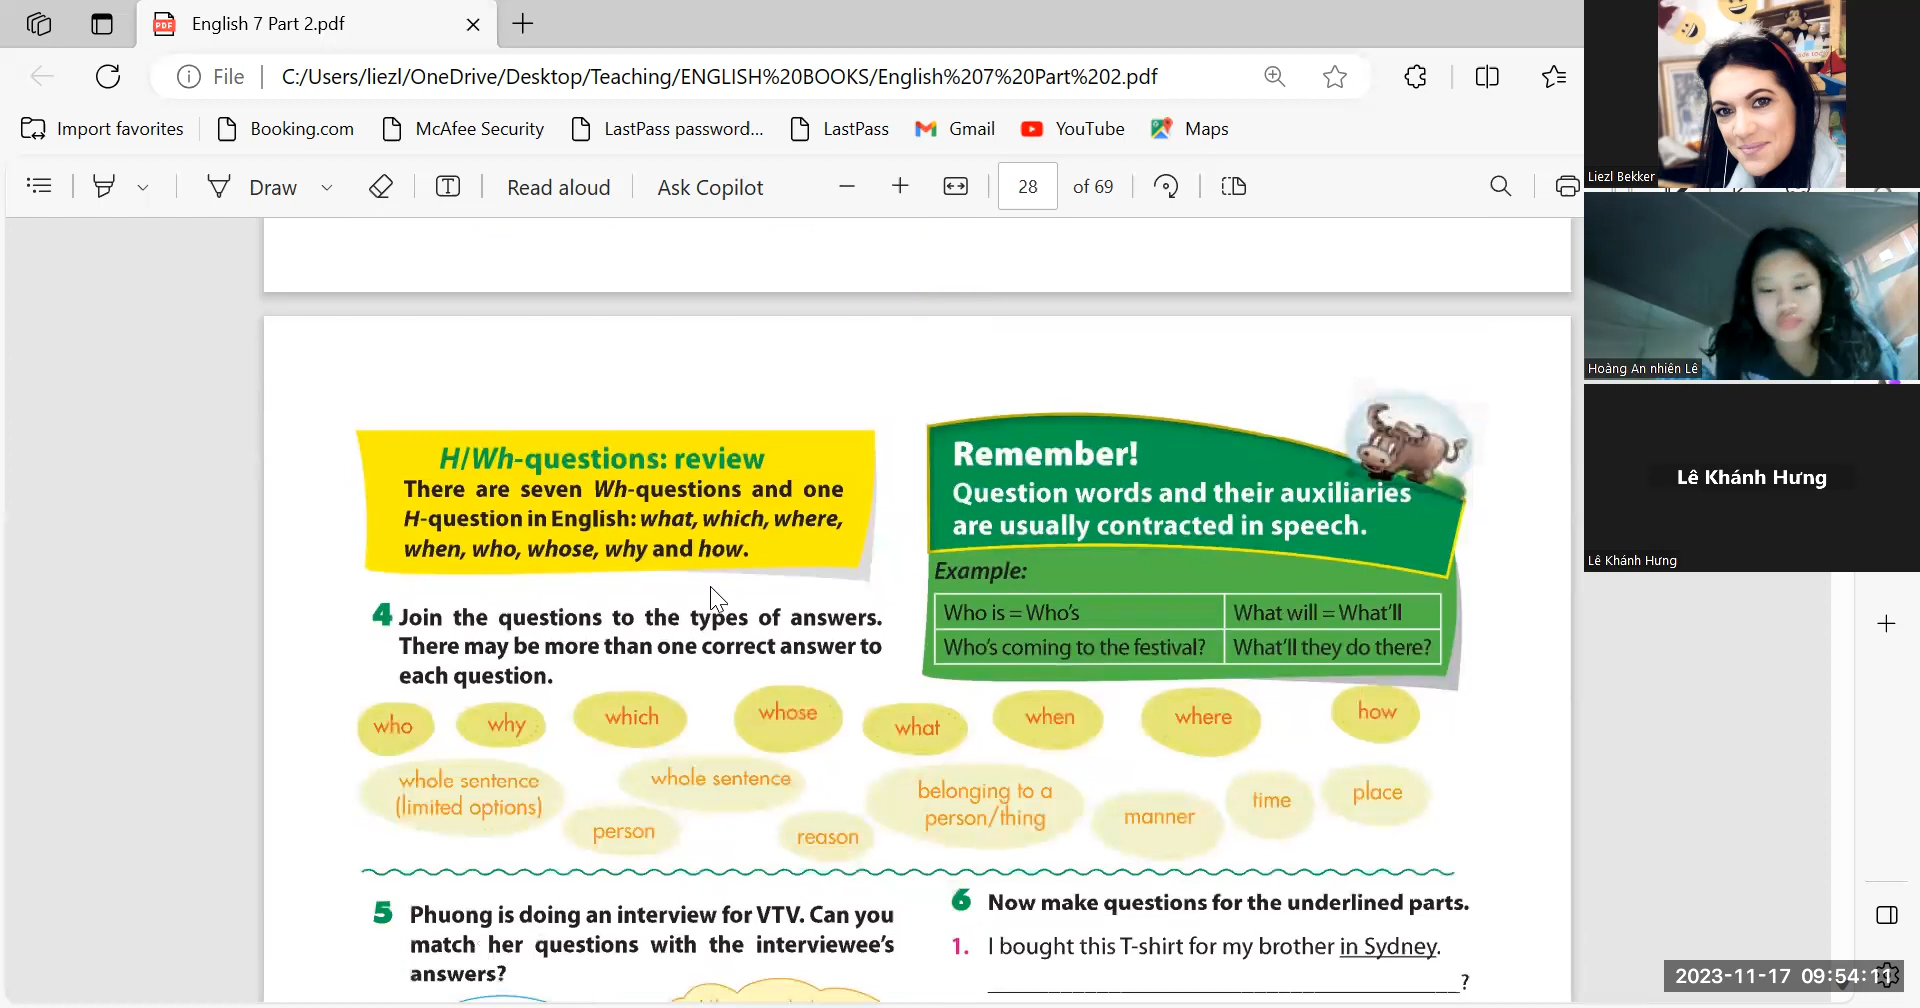 English 7 Part 2.pdf
File
C:/Users/liezl/OneDrive/Desktop/Teaching/ENGLISH%20BOOKS/English%207%20Part%202.pdf
Import favorites
Booking.com
McAfee Security
LastPass password...
LastPass
Gmail
YouTube
Maps
Draw
Read aloud
Ask Copilot
28
of 69
Liezl Bekker
Hoàng An nhiên Lê
Lê Khánh Hưng
Lê Khánh Hưng
H/Wh-questions: review
There are seven Wh-questions and one
H-question in English: what, which, where,
when, who, whose, why and how.
Remember!
Question words and their auxiliaries
are usually contracted in speech.
Example:
Who is = Who's
What will = What'll
Who's coming to the festival?
What'll they do there?
4 Join the questions to the types of answers.
There may be more than one correct answer to
each question.
who
why
which
whose
what
when
where
how
whole sentence
(limited options)
whole sentence
person
reason
belonging to a
person/thing
manner
time
place
5 Phuong is doing an interview for VTV. Can you
match her questions with the interviewee's
answers?
6 Now make questions for the underlined parts.
1. I bought this T-shirt for my brother in Sydney.
?
2023-11-17 09:54:11